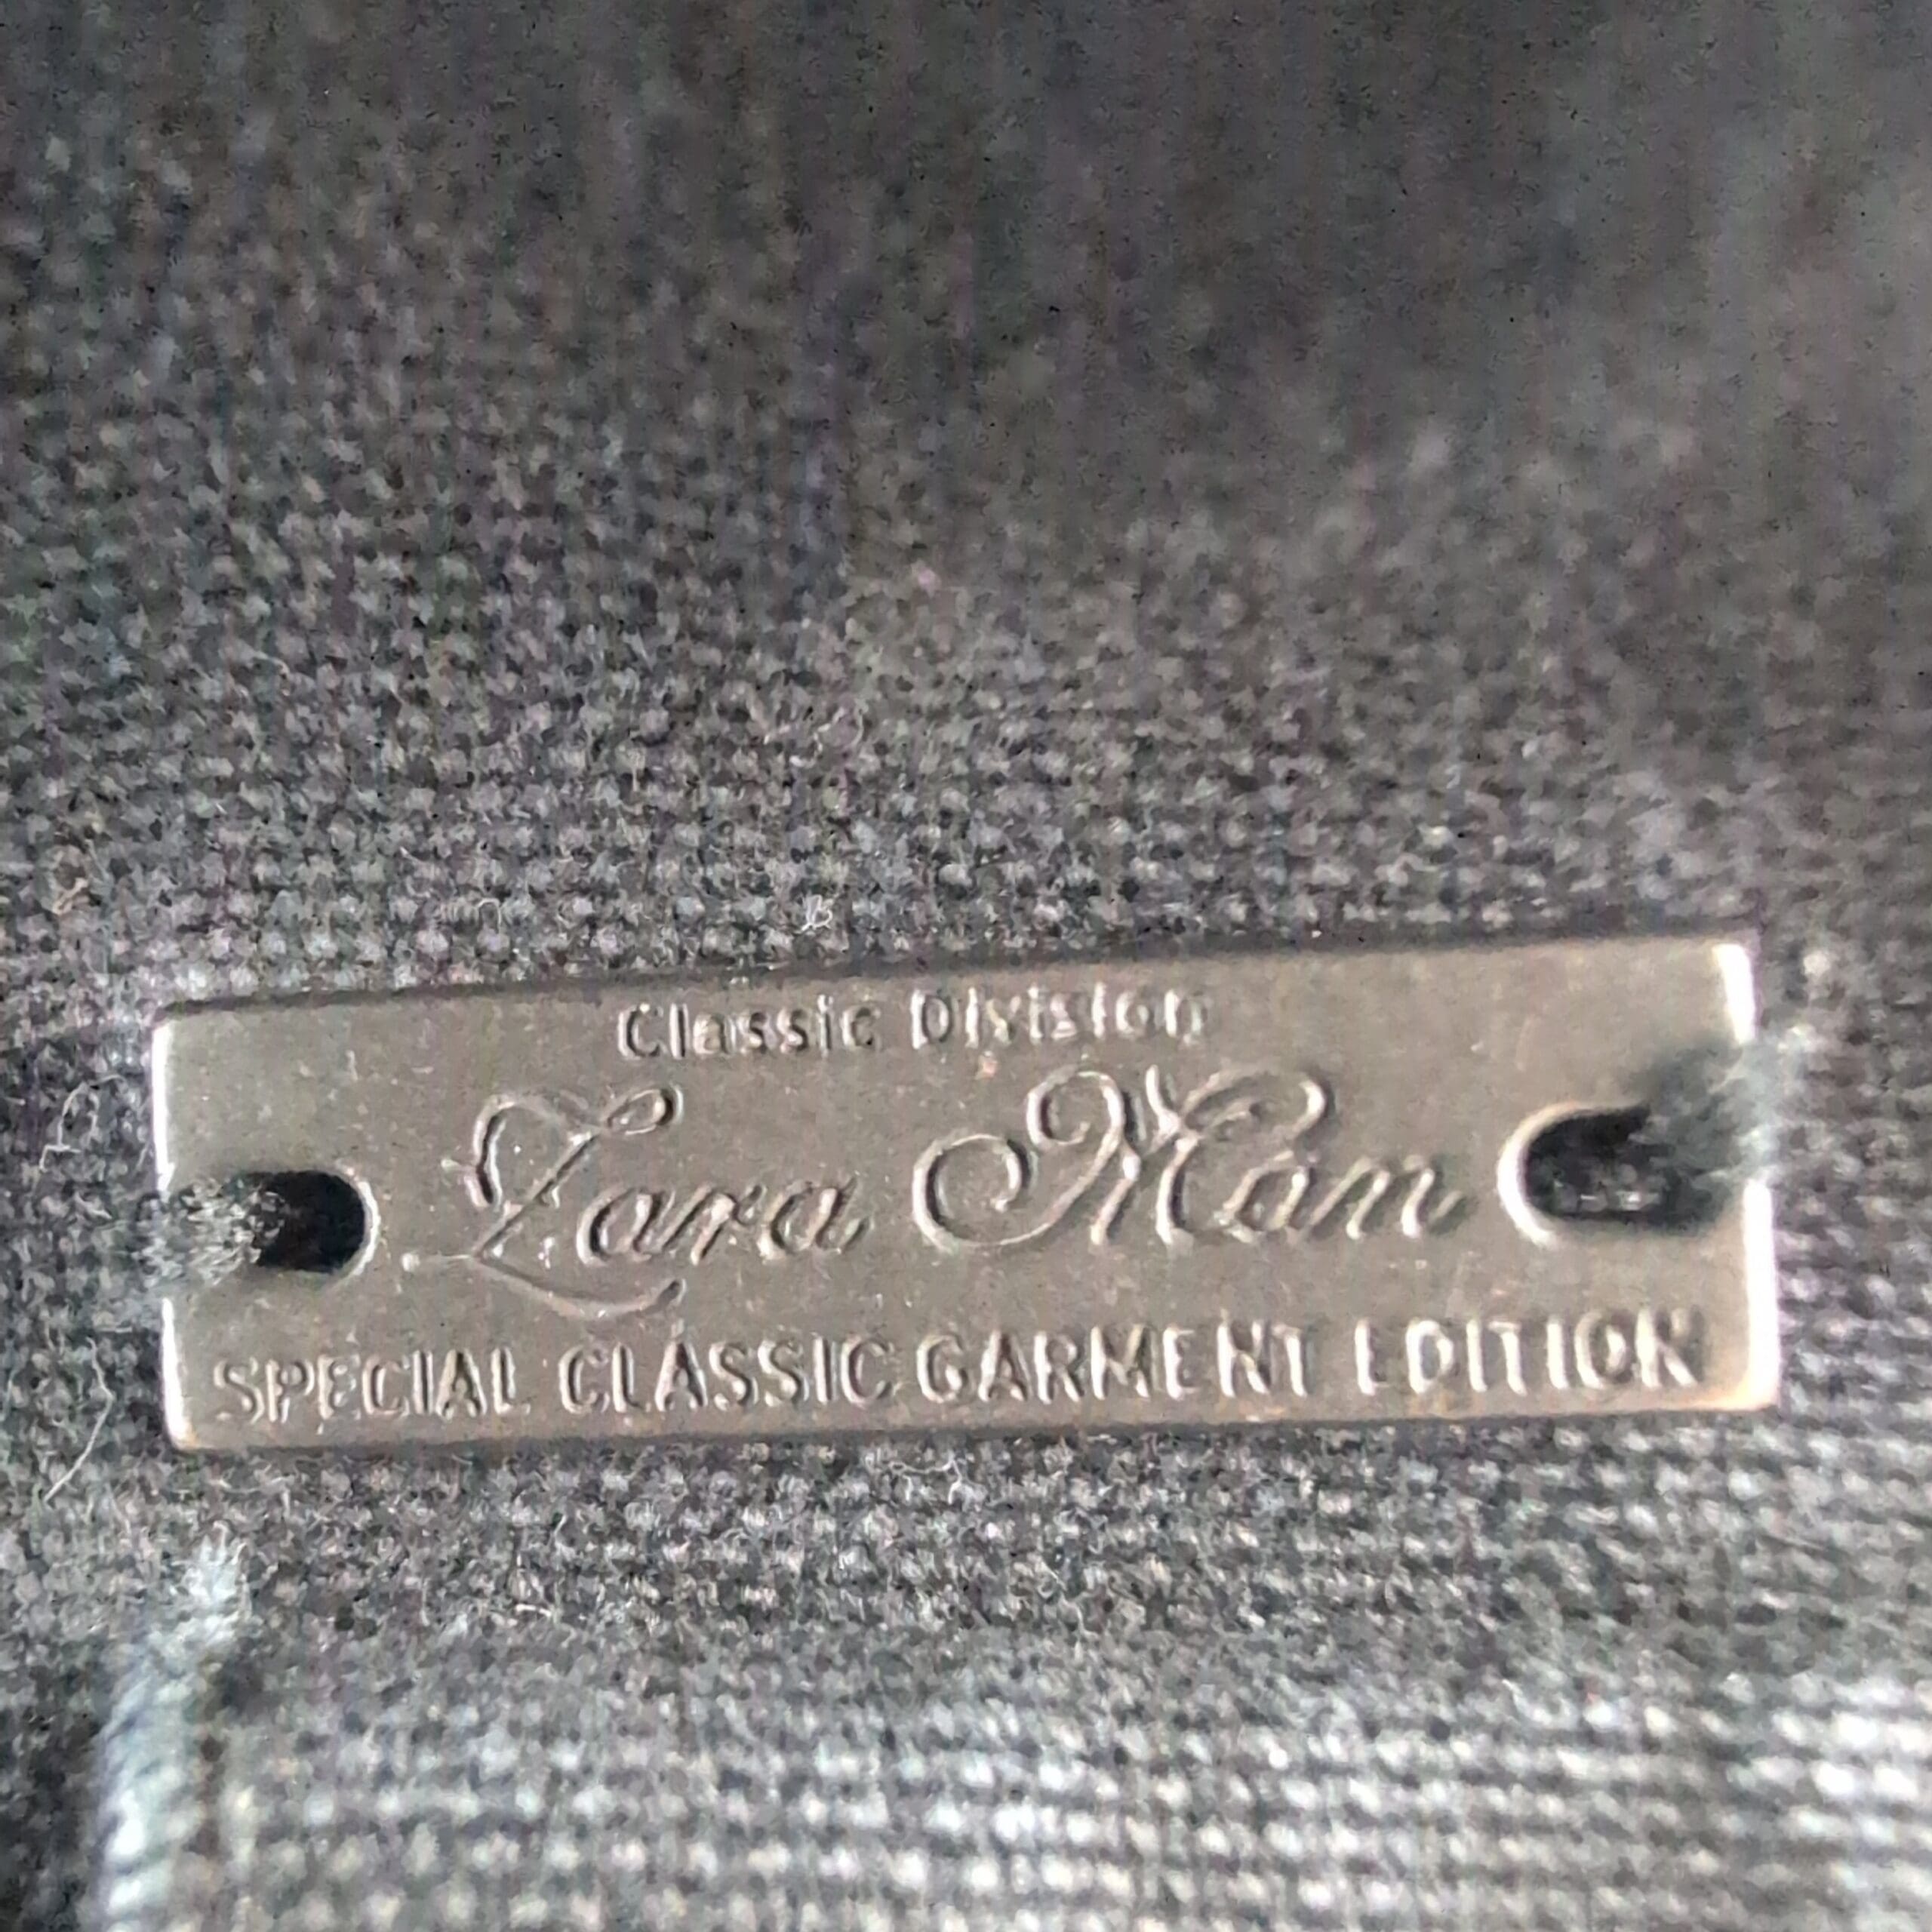 Classic Division
Zara Man
SPECIAL CLASSIC GARMENT EDITION